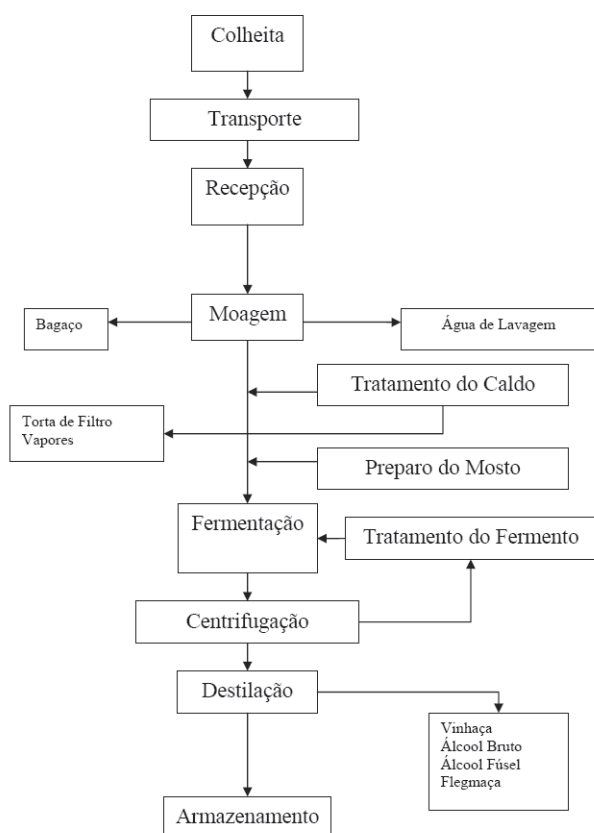 Colheita
Transporte
Recepção
Bagaço
Moagem
Água de Lavagem
Tratamento do Caldo
Torta de Filtro
Vapores
Preparo do Mosto
Fermentação
Tratamento do Fermento
Centrifugação
Destilação
Vinhaça
Álcool Bruto
Álcool Fúsel
Flegmaça
Armazenamento